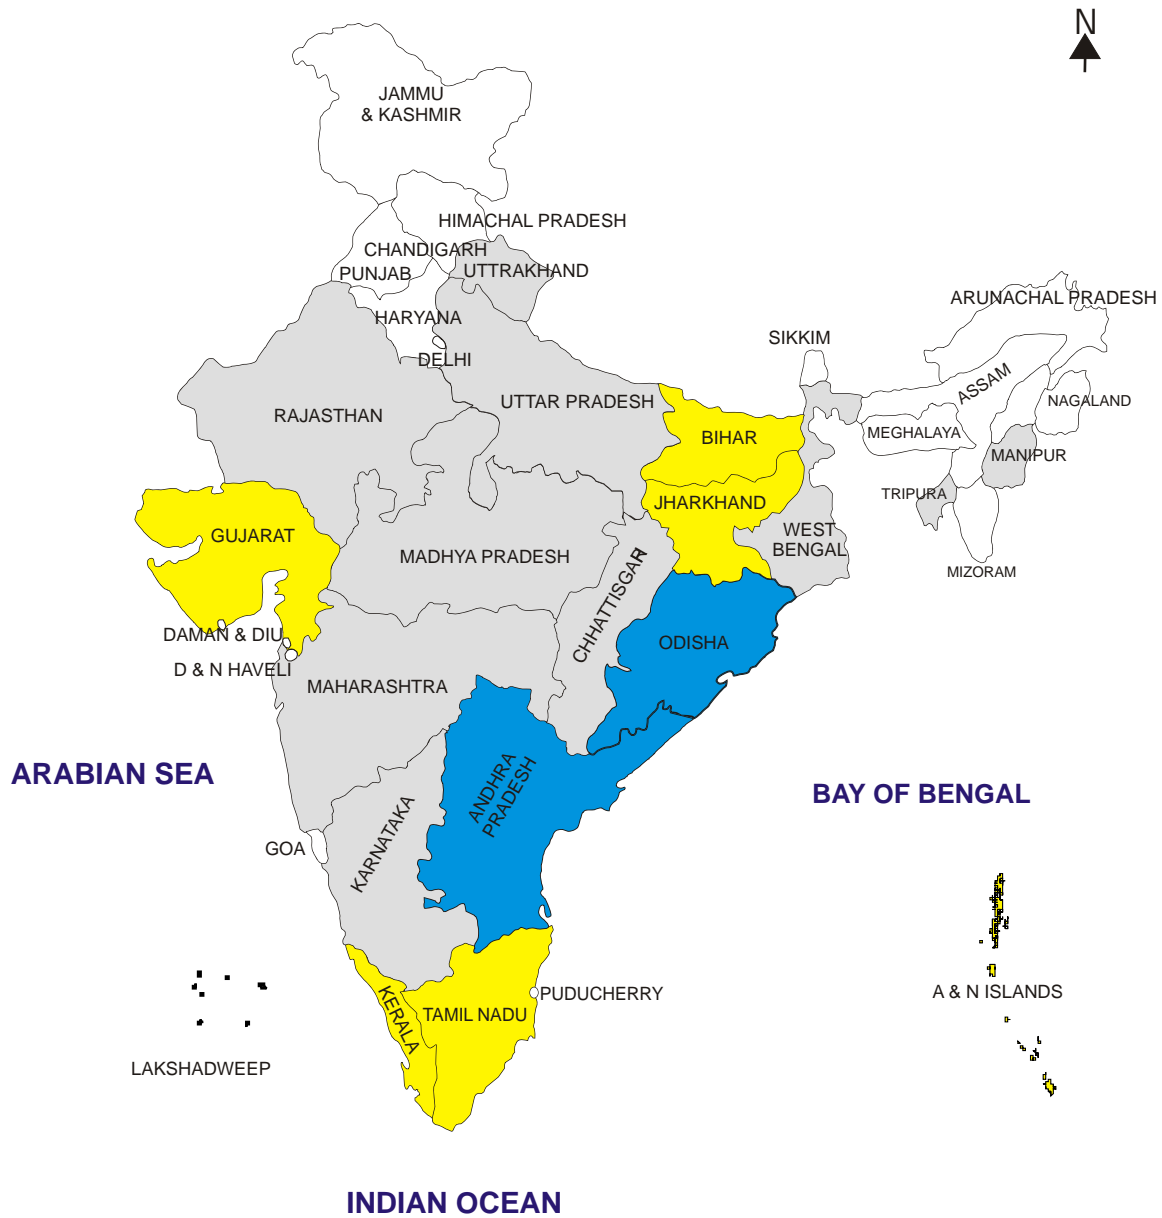 N
JAMMU
& KASHMIR
HIMACHAL PRADESH
CHANDIGARH
PUNJAB
UTTRAKHAND
ARUNACHAL PRADESH
HARYANA
SIKKIM
DELHI
ASSAM
RAJASTHAN
UTTAR PRADESH
NAGALAND
BIHAR
MEGHALAYA
MANIPUR
JHARKHAND
TRIPURA
GUJARAT
WEST
BENGAL
MADHYA PRADESH
MIZORAM
CHHATTISGARH
DAMAN & DIU
ODISHA
D & N HAVELI
MAHARASHTRA
ARABIAN SEA
ANDHRA
PRADESH
BAY OF BENGAL
KARNATAKA
GOA
A & N ISLANDS
PUDUCHERRY
KERALA
TAMIL NADU
LAKSHADWEEP
INDIAN OCEAN